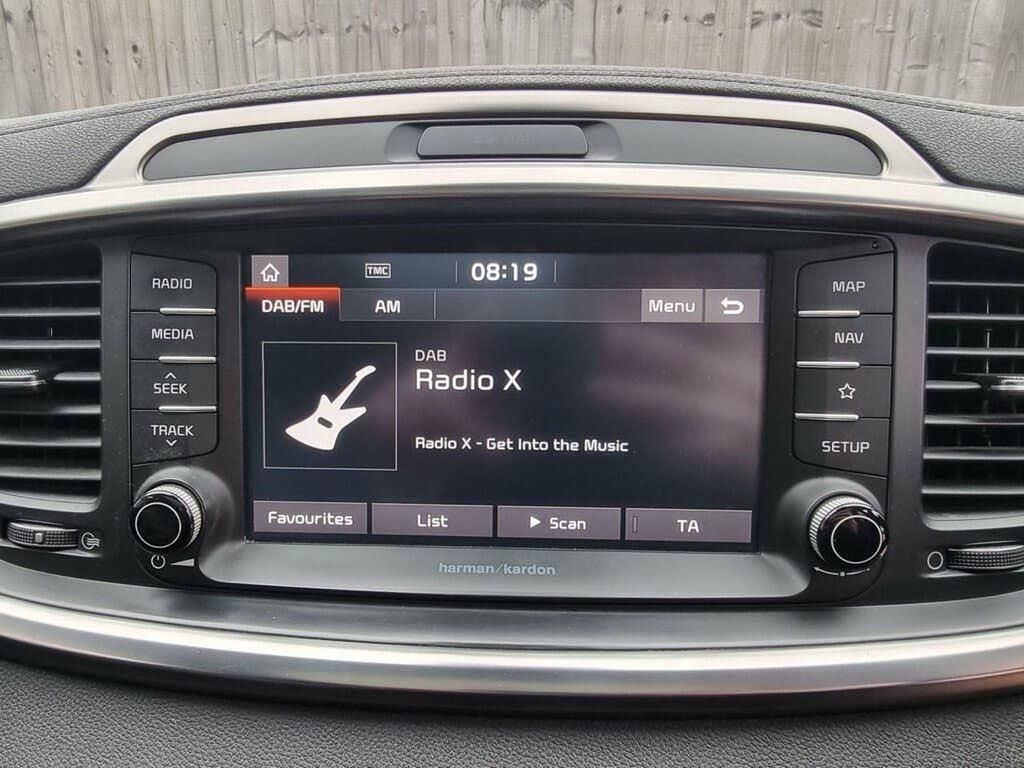 TMC
08:19
DAB/FM
AM
Menu
DAB
Radio X
Radio X - Get Into the Music
Favourites
List
Scan
TA
RADIO
MEDIA
SEEK
TRACK
MAP
NAV
SETUP
harman/kardon